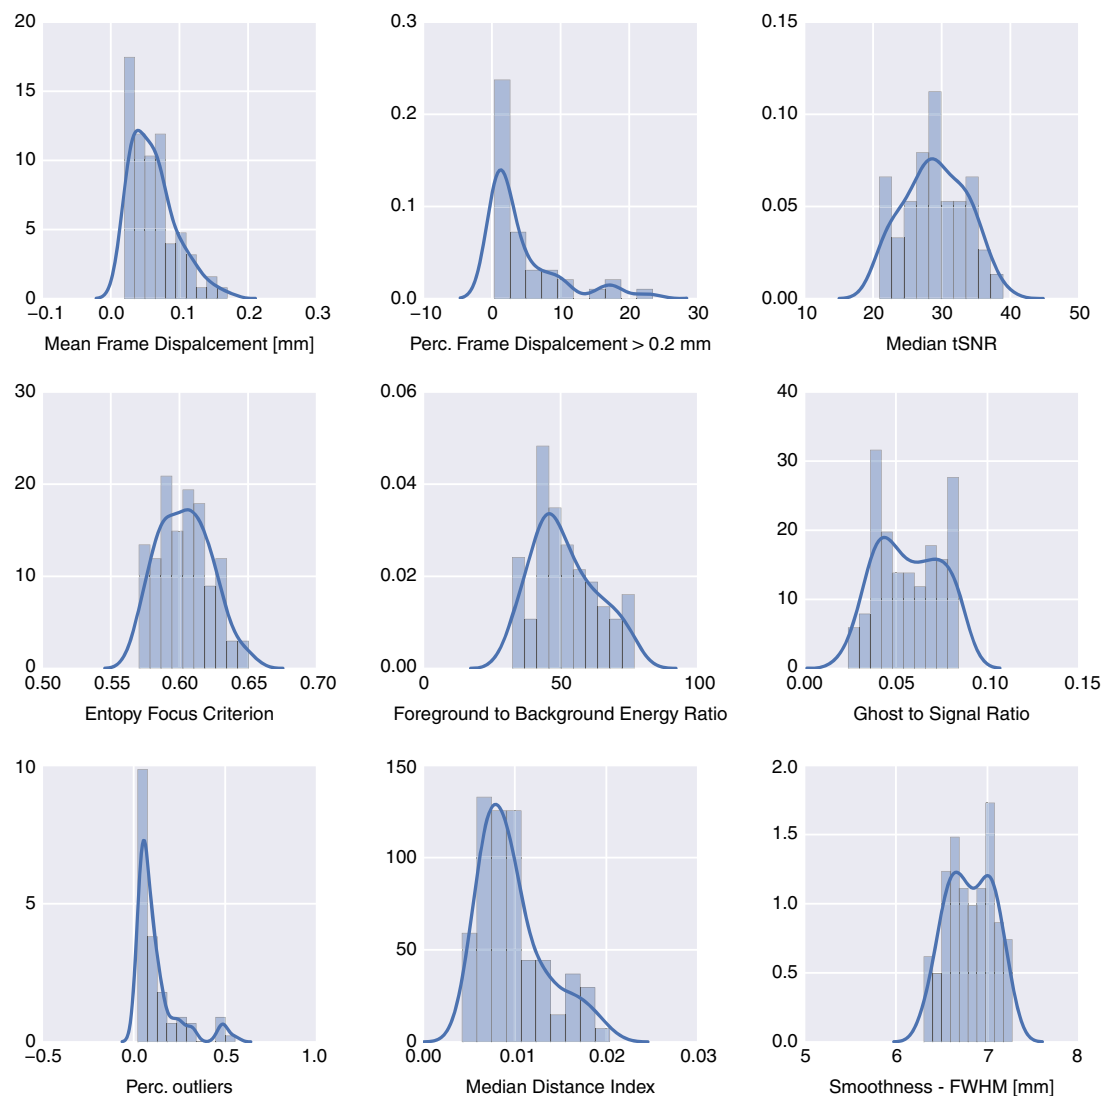 20
15
10
5
0
−0.1 0.0 0.1 0.2 0.3
Mean Frame Dispalcement [mm]
0.3
0.2
0.1
0.0
−10 0 10 20 30
Perc. Frame Dispalcement > 0.2 mm
0.15
0.10
0.05
0.00
10 20 30 40 50
Median tSNR
30
20
10
0
0.50 0.55 0.60 0.65 0.70
Entopy Focus Criterion
0.06
0.04
0.02
0.00
0 50 100
Foreground to Background Energy Ratio
40
30
20
10
0
0.00 0.05 0.10 0.15
Ghost to Signal Ratio
10
5
0
−0.5 0.0 0.5 1.0
Perc. outliers
150
100
50
0
0.00 0.01 0.02 0.03
Median Distance Index
2.0
1.5
1.0
0.5
0.0
5 6 7 8
Smoothness - FWHM [mm]